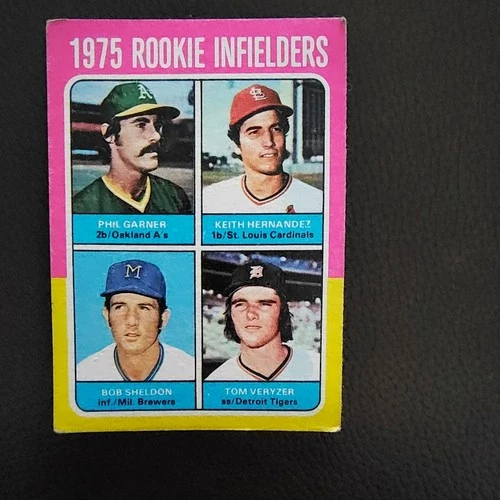 1975 ROOKIE INFIELDERS
A's
PHIL GARNER
2b/Oakland A's
STL
KEITH HERNANDEZ
1b/St. Louis Cardinals
M
BOB SHELDON
inf./Mil. Brewers
B
TOM VERYZER
ss/Detroit Tigers